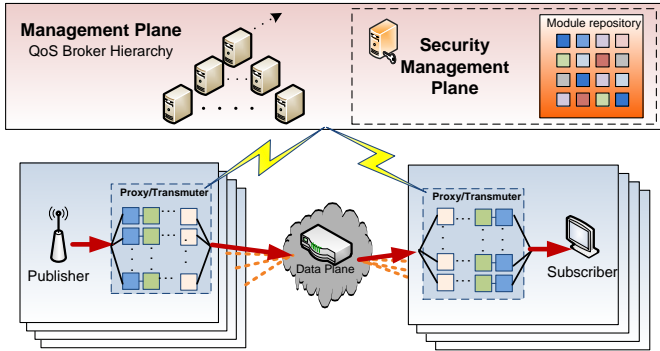 Management Plane
QoS Broker Hierarchy
Security
Management
Plane
Module repository
Proxy/Transmuter
Publisher
Data Plane
Proxy/Transmuter
Subscriber